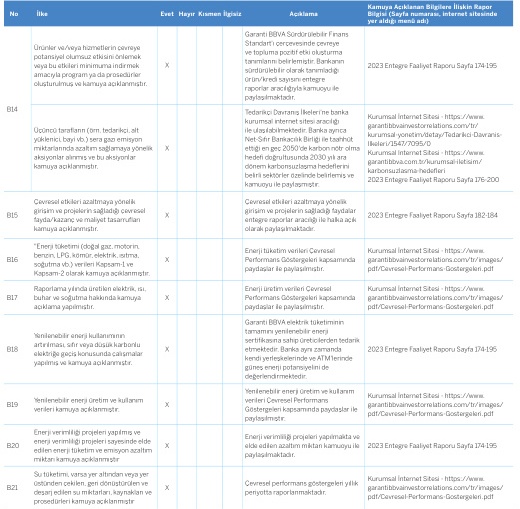 No İlke Evet Hayır Kısmen İlgisiz Açıklama Kamuya Açıklanan Bilgilere İlişkin Rapor
Bilgisi (Sayfa numarası, internet sitesinde
yer aldığı menü adı)
B14
Ürünler ve/veya hizmetlerin çevreye
potansiyel olumsuz etkisini önlemek
veya bu etkileri minimuma indirmek
amacıyla program ya da prosedürler
oluşturulmuş ve kamuya açıklanmıştır.
X
Garanti BBVA Sürdürülebilir Finans
Standart'ı çerçevesinde çevreye
ve topluma pozitif etki oluşturma
tanımlarını belirlemiştir. Bankanın
sürdürülebilir olarak tanımladığı
ürün/kredi sayısını entegre
raporlar aracılığıyla kamuoyu ile
paylaşılmaktadır.
2023 Entegre Faaliyet Raporu Sayfa 174-195
Üçüncü tarafların (örn. tedarikçi, alt
yüklenici, bayi vb.) sera gazı emisyon
miktarlarında azaltım sağlamaya yönelik
aksiyonlar alınmış ve bu aksiyonlar
kamuya açıklanmıştır.
X
Tedarikçi Davranış İlkeleri'ne banka
kurumsal internet sitesi aracılığı
ile ulaşılabilmektedir. Banka ayrıca
Net-Sıfır Bankacılık Birliği ile taahhüt
ettiği en geç 2050'de karbon nötr olma
hedefi doğrultusunda 2030 yılı ara
dönem karbonsuzlaşma hedeflerini
belirli sektörler özelinde belirlemiş ve
kamuoyu ile paylaşmıştır.
Kurumsal İnternet Sitesi - https://www.
garantibbvainvestorrelations.com/tr/
kurumsal-yonetim/detay/Tedarikci-Davranis-
Ilkeleri/1547/7095/0
Kurumsal İnternet Sitesi - https://www.
garantibbva.com.tr/kurumsal-iletisim/
karbonsuzlasma-hedefleri
2023 Entegre Faaliyet Raporu Sayfa 176-200
B15
Çevresel etkileri azaltmaya yönelik
girişim ve projelerin sağladığı çevresel
fayda/kazanç ve maliyet tasarrufları
kamuya açıklanmıştır.
X
Çevresel etkileri azaltmaya yönelik
girişim ve projelerin sağladığı faydalar
entegre raporlar aracılığı ile halka açık
olarak paylaşılmaktadır.
2023 Entegre Faaliyet Raporu Sayfa 182-184
B16
"Enerji tüketimi (doğal gaz, motorin,
benzin, LPG, kömür, elektrik, ısıtma,
soğutma vb.) verileri Kapsam-1 ve
Kapsam-2 olarak kamuya açıklanmıştır.
X
Enerji tüketim verileri Çevresel
Performans Göstergeleri kapsamında
paydaşlar ile paylaşılmıştır.
Kurumsal İnternet Sitesi - https://www.
garantibbvainvestorrelations.com/tr/images/
pdf/Cevresel-Performans-Gostergeleri.pdf
B17
Raporlama yılında üretilen elektrik, ısı,
buhar ve soğutma hakkında kamuya
açıklama yapılmıştır.
X
Enerji üretim verileri Çevresel
Performans Göstergeleri kapsamında
paydaşlar ile paylaşılmıştır.
Kurumsal İnternet Sitesi - https://www.
garantibbvainvestorrelations.com/tr/images/
pdf/Cevresel-Performans-Gostergeleri.pdf
B18
Yenilenebilir enerji kullanımının
artırılması, sıfır veya düşük karbonlu
elektriğe geçiş konusunda çalışmalar
yapılmış ve kamuya açıklanmıştır.
X
Garanti BBVA elektrik tüketiminin
tamamını yenilenebilir enerji
sertifikasına sahip üreticilerden tedarik
etmektedir. Banka aynı zamanda
kendi yerleşkelerinde ve ATM'lerinde
güneş enerji potansiyelini de
değerlendirmektedir.
2023 Entegre Faaliyet Raporu Sayfa 174-195
B19
Yenilenebilir enerji üretim ve kullanım
verileri kamuya açıklanmıştır.
X
Yenilenebilir enerji üretim ve kullanım
verileri Çevresel Performans
Göstergeleri kapsamında paydaşlar ile
paylaşılmıştır.
Kurumsal İnternet Sitesi - https://www.
garantibbvainvestorrelations.com/tr/images/
pdf/Cevresel-Performans-Gostergeleri.pdf
B20
Enerji verimliliği projeleri yapılmış ve
enerji verimliliği projeleri sayesinde elde
edilen enerji tüketim ve emisyon azaltım
miktarı kamuya açıklanmıştır
X
Enerji verimliliği projeleri yapılmakta ve
elde edilen azaltım miktarı kamuoyu ile
paylaşılmaktadır.
2023 Entegre Faaliyet Raporu Sayfa 174-195
B21
Su tüketimi, varsa yer altından veya yer
üstünden çekilen, geri dönüştürülen ve
deşarj edilen su miktarları, kaynakları ve
prosedürleri kamuya açıklanmıştır
X
Çevresel performans göstergeleri yıllık
periyotta raporlanmaktadır.
Kurumsal İnternet Sitesi - https://www.
garantibbvainvestorrelations.com/tr/images/
pdf/Cevresel-Performans-Gostergeleri.pdf